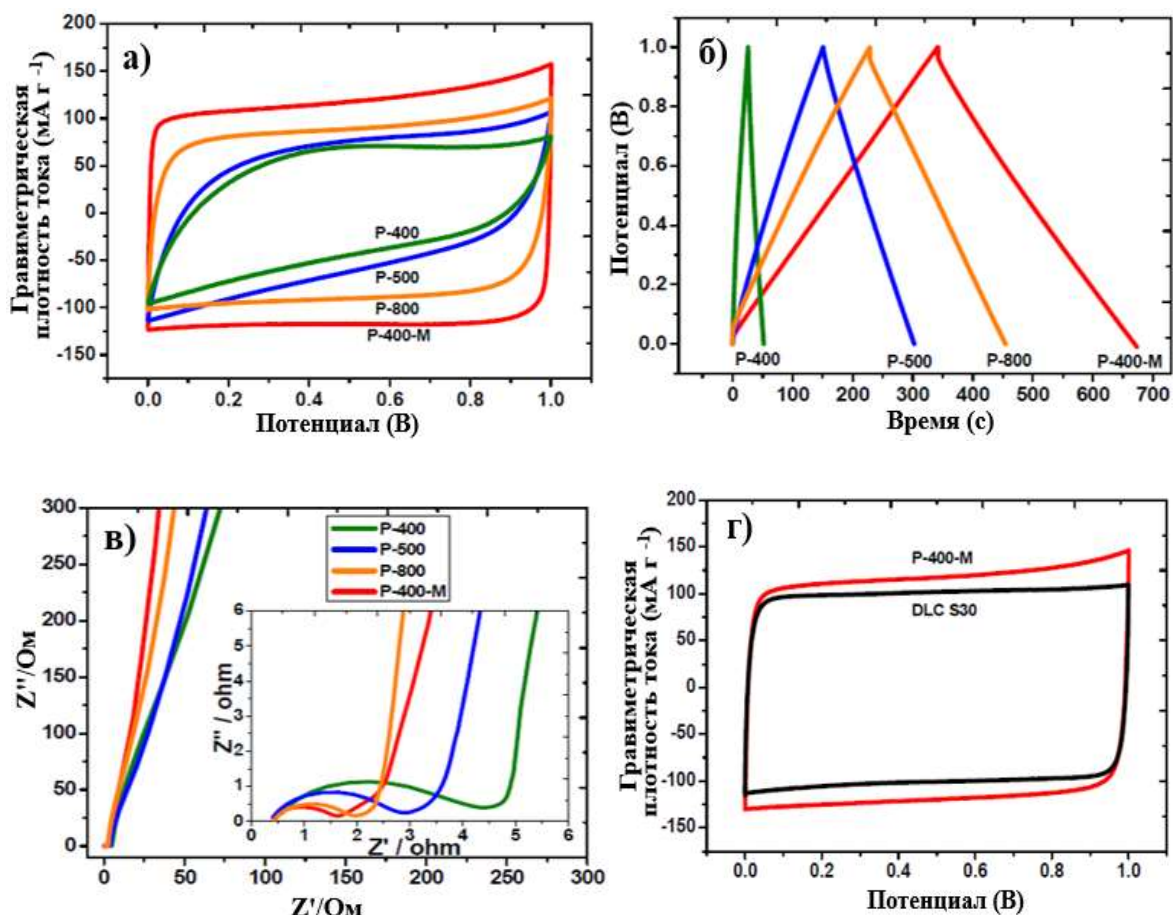 а)
Гравиметрическая
плотность тока (мА г -1)
200
150
100
50
0
-50
-100
-150
P-400
P-500
P-800
P-400-M
0.0 0.2 0.4 0.6 0.8 1.0
Потенциал (В)
б)
Потенциал (В)
1.0
0.8
0.6
0.4
0.2
0.0
P-400 P-500 P-800 P-400-M
0 100 200 300 400 500 600 700
Время (с)
в)
Z''/Ом
300
250
200
150
100
50
0
P-400
P-500
P-800
P-400-M
Z'' / ohm
6
5
4
3
2
1
0
0 1 2 3 4 5 6
Z' / ohm
0 50 100 150 200 250 300
Z'/Ом
г)
Гравиметрическая
плотность тока (мА г -1)
200
150
100
50
0
-50
-100
-150
P-400-M
DLC S30
0.0 0.2 0.4 0.6 0.8 1.0
Потенциал (В)